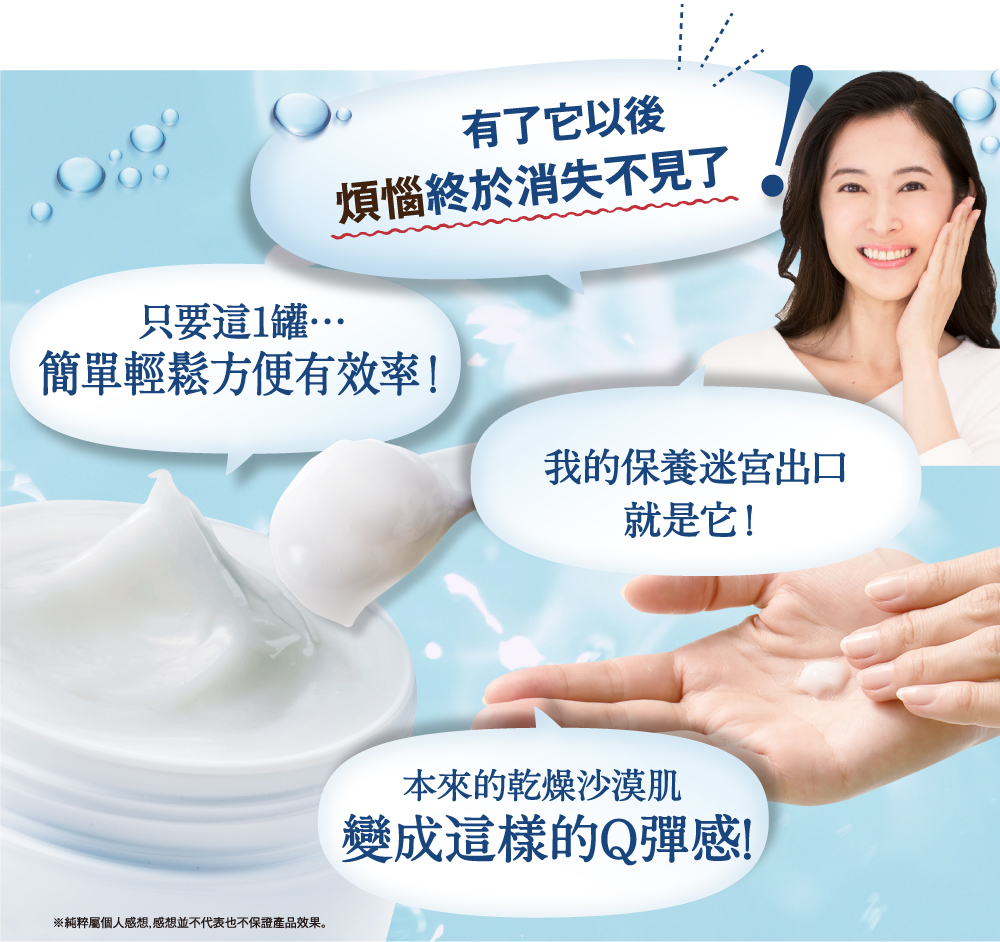 有了它以後
煩惱終於消失不見了!
只要這1罐…
簡單輕鬆方便有效率!
我的保養迷宮出口
就是它!
本來的乾燥沙漠肌
變成這樣的Q彈感!
※純粹屬個人感想,感想並不代表也不保證產品效果。